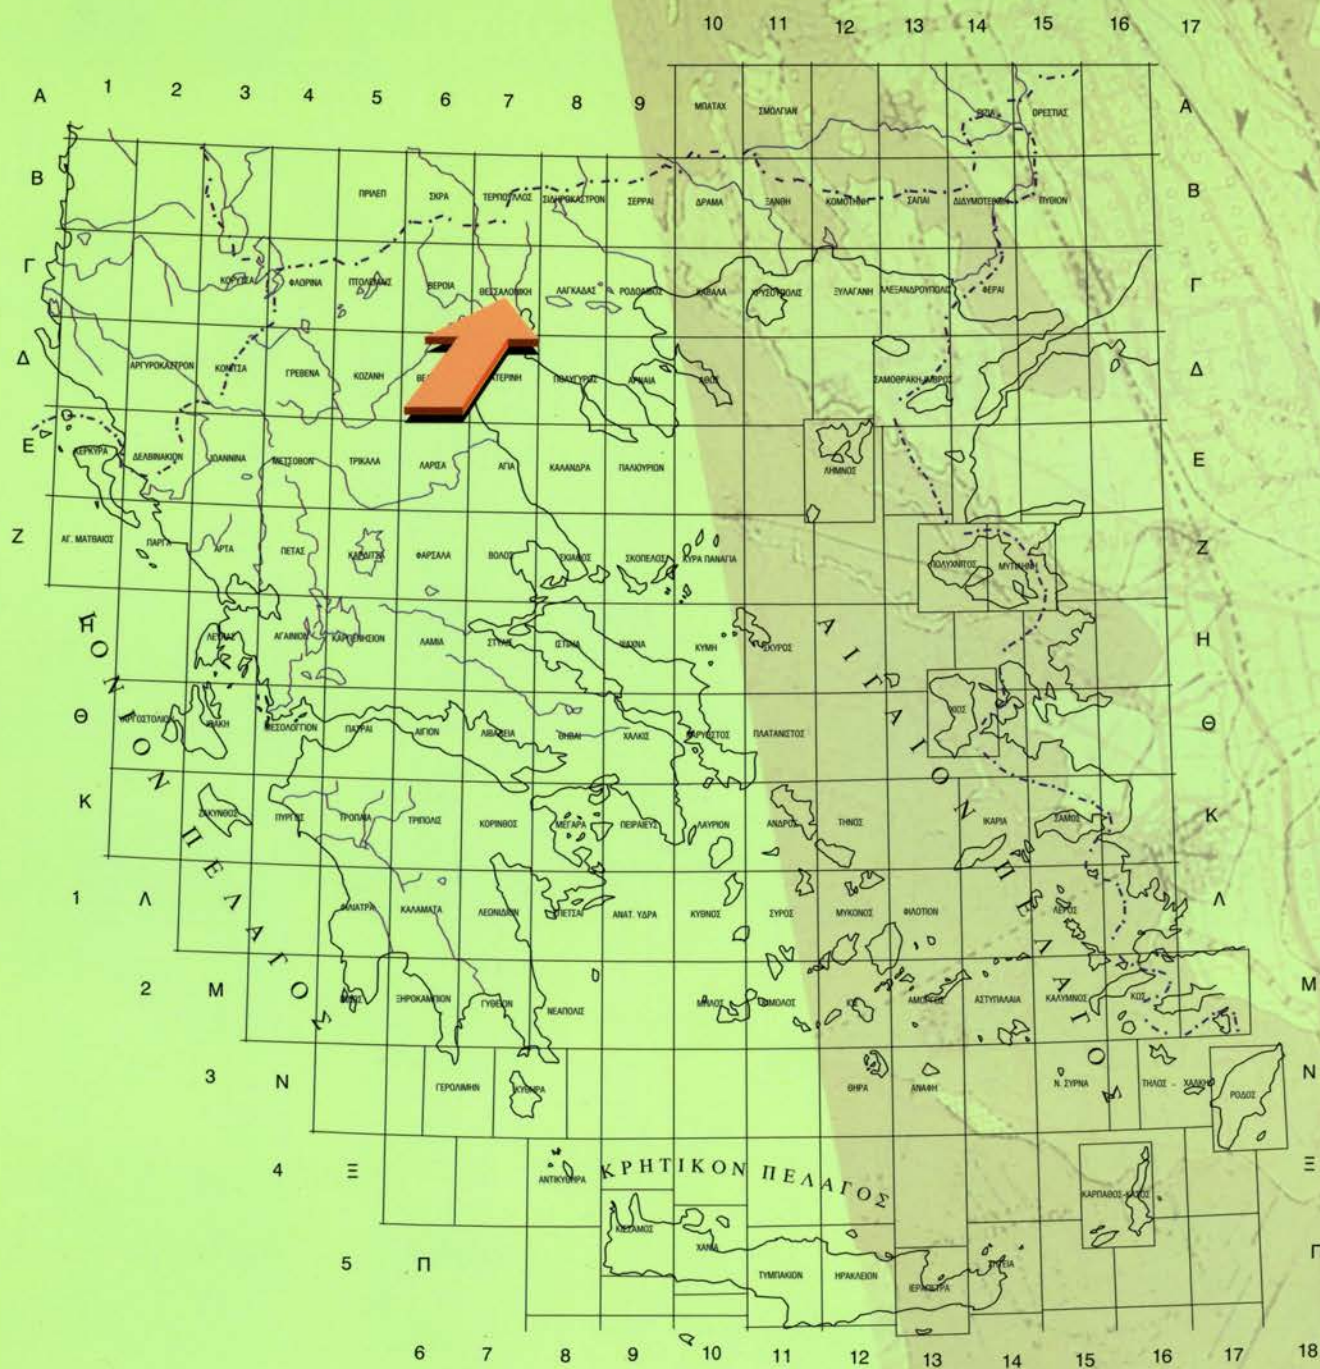 10 11 12 13 14 15 16 17
Α 1 2 3 4 5 6 7 8 9 ΜΠΑΤΑΧ ΣΜΟΛΓΙΑΝ ΟΡΕΣΤΙΑΣ Α
Β ΠΡΙΛΕΠ ΣΚΡΑ ΣΙΔΗΡΟΚΑΣΤΡΟΝ ΣΕΡΡΑΙ ΔΡΑΜΑ ΞΑΝΘΗ ΚΟΜΟΤΗΝΗ ΣΑΠΑΙ ΔΙΔΥΜΟΤΕΙΧΟΝ ΠΥΘΙΟΝ Β
Γ ΚΟΡΥΤΣΑ ΦΛΩΡΙΝΑ ΠΤΟΛΕΜΑΪΣ ΒΕΡΟΙΑ ΘΕΣΣΑΛΟΝΙΚΗ ΛΑΓΚΑΔΑΣ ΡΟΔΟΛΙΒΟΣ ΚΑΒΑΛΑ ΧΡΥΣΟΥΠΟΛΙΣ ΞΥΛΑΓΑΝΗ ΑΛΕΞΑΝΔΡΟΥΠΟΛΙΣ ΦΕΡΑΙ Γ
Δ ΑΡΓΥΡΟΚΑΣΤΡΟΝ ΚΟΝΙΤΣΑ ΓΡΕΒΕΝΑ ΚΟΖΑΝΗ ΑΤΕΡΙΝΗ ΠΟΛΥΓΥΡΟΣ ΑΡΝΑΙΑ ΑΘΩΣ ΣΑΜΟΘΡΑΚΗ-ΙΜΒΡΟΣ Δ
Ε ΚΕΡΚΥΡΑ ΔΕΛΒΙΝΑΚΙΟΝ ΙΩΑΝΝΙΝΑ ΜΕΤΣΟΒΟΝ ΤΡΙΚΑΛΑ ΛΑΡΙΣΑ ΑΓΙΑ ΚΑΛΑΝΔΡΑ ΠΑΛΙΟΥΡΙΟΝ ΛΗΜΝΟΣ Ε
Ζ ΑΓ. ΜΑΤΘΑΙΟΣ ΠΑΡΓΑ ΑΡΤΑ ΠΕΤΑΣ ΚΑΡΔΙΤΣΑ ΦΑΡΣΑΛΑ ΒΟΛΟΣ ΣΚΙΑΘΟΣ ΣΚΟΠΕΛΟΣ ΚΥΡΑ ΠΑΝΑΓΙΑ ΠΟΛΥΧΝΙΤΟΣ ΜΥΤΙΛΗΝΗ Ζ
Η ΛΕΥΚΑΣ ΑΓΑΙΝΙΟΝ ΚΑΡΠΕΝΗΣΙΟΝ ΛΑΜΙΑ ΣΤΥΛΙΣ ΙΣΤΙΑΙΑ ΨΑΧΝΑ ΚΥΜΗ ΣΚΥΡΟΣ Η
Θ ΑΡΓΟΣΤΟΛΙΟΝ ΙΘΑΚΗ ΜΕΣΟΛΟΓΓΙΟΝ ΠΑΤΡΑΙ ΑΙΓΙΟΝ ΛΙΒΑΔΕΙΑ ΘΗΒΑΙ ΧΑΛΚΙΣ ΚΑΡΥΣΤΟΣ ΠΛΑΤΑΝΙΣΤΟΣ ΧΙΟΣ Θ
Κ ΖΑΚΥΝΘΟΣ ΠΥΡΓΟΣ ΤΡΟΠΑΙΑ ΤΡΙΠΟΛΙΣ ΚΟΡΙΝΘΟΣ ΜΕΓΑΡΑ ΠΕΙΡΑΙΕΥΣ ΛΑΥΡΙΟΝ ΑΝΔΡΟΣ ΤΗΝΟΣ ΙΚΑΡΙΑ ΣΑΜΟΣ Κ
1 Λ ΦΙΛΙΑΤΡΑ ΚΑΛΑΜΑΤΑ ΛΕΩΝΙΔΙΟΝ ΣΠΕΤΣΑΙ ΑΝΑΤ. ΥΔΡΑ ΚΥΘΝΟΣ ΣΥΡΟΣ ΜΥΚΟΝΟΣ ΦΙΛΟΤΙΟΝ ΛΕΡΟΣ Λ
2 Μ ΞΗΡΟΚΑΜΠΙΟΝ ΓΥΘΕΙΟΝ ΝΕΑΠΟΛΙΣ ΜΗΛΟΣ ΚΙΜΩΛΟΣ ΙΟΣ ΑΜΟΡΓΟΣ ΑΣΤΥΠΑΛΑΙΑ ΚΑΛΥΜΝΟΣ ΚΩΣ Μ
3 Ν ΓΕΡΟΛΙΜΗΝ ΚΥΘΗΡΑ ΘΗΡΑ ΑΝΑΦΗ Ν. ΣΥΡΝΑ ΤΗΛΟΣ - ΧΑΛΚΗ ΡΟΔΟΣ Ν
4 Ξ ΑΝΤΙΚΥΘΗΡΑ ΚΡΗΤΙΚΟΝ ΠΕΛΑΓΟΣ ΚΑΡΠΑΘΟΣ-ΚΑΣΟΣ Ξ
5 Π ΚΙΣΣΑΜΟΣ ΧΑΝΙΑ ΤΥΜΠΑΚΙΟΝ ΗΡΑΚΛΕΙΟΝ ΙΕΡΑΠΕΤΡΑ ΣΗΤΕΙΑ
6 7 8 9 10 11 12 13 14 15 16 17 18
ΙΟΝΙΟΝ ΠΕΛΑΓΟΣ
ΑΙΓΑΙΟΝ ΠΕΛΑΓΟΣ